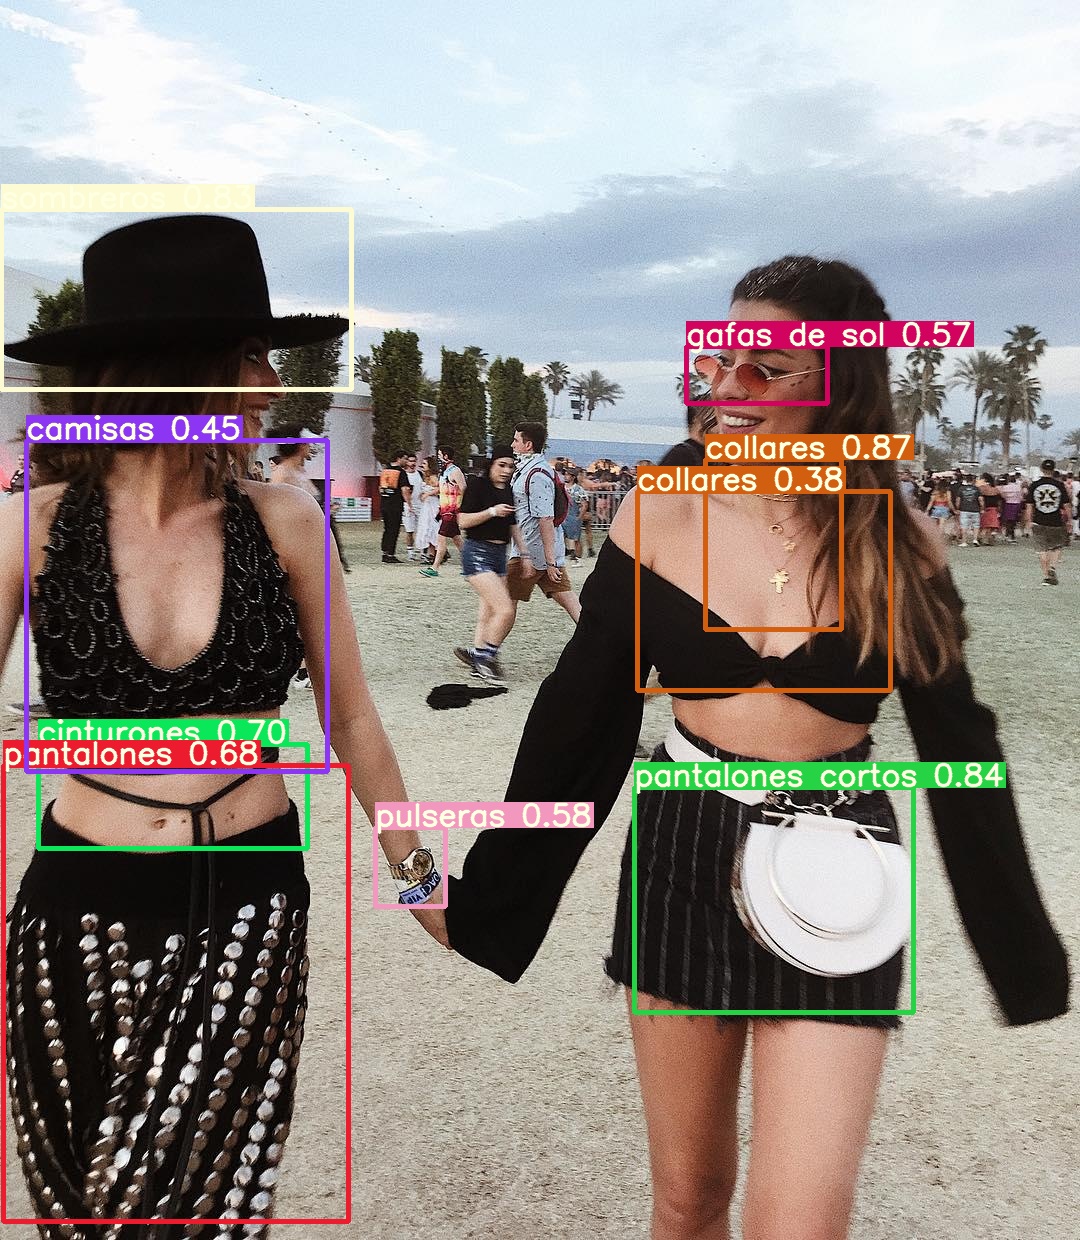 sombreros 0.83
gafas de sol 0.57
camisas 0.45
collares 0.87
collares 0.38
cinturones 0.70
pantalones 0.68
pantalones cortos 0.84
pulseras 0.58